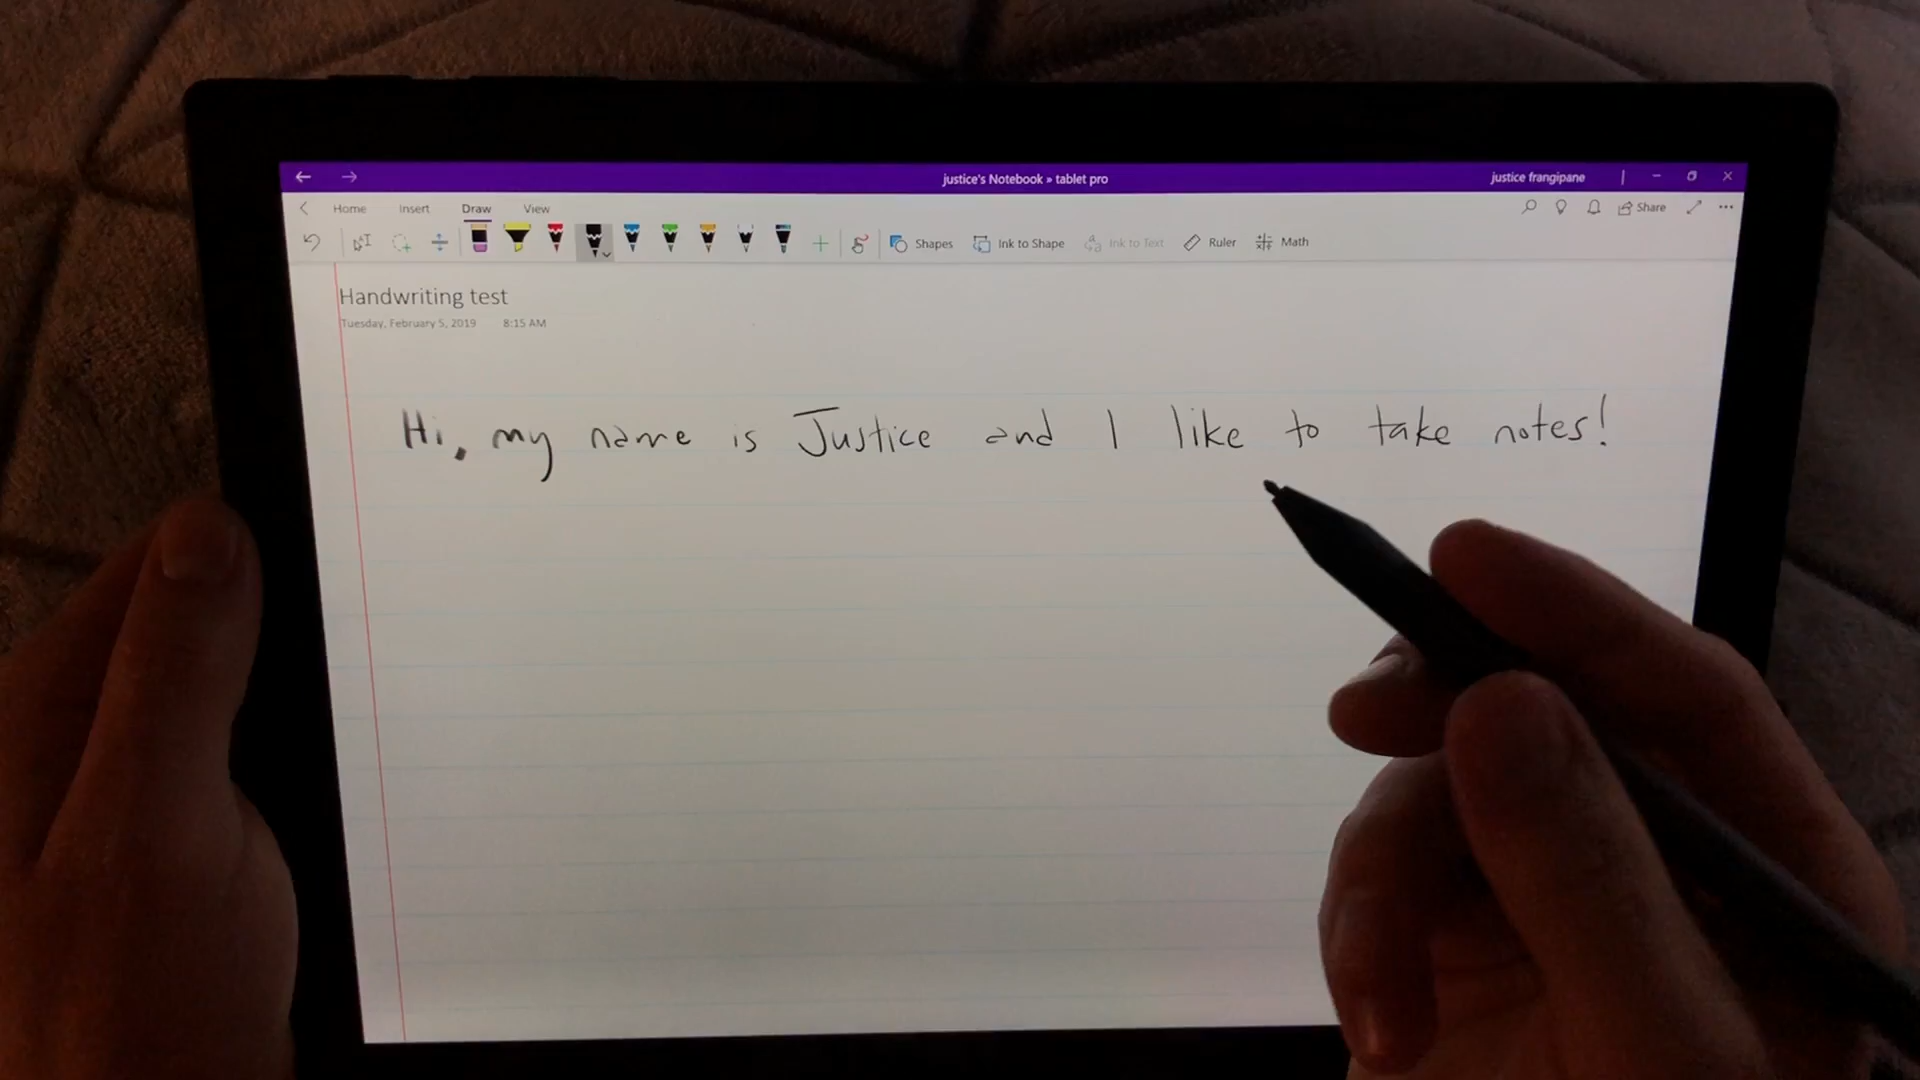 justice's Notebook » tablet pro justice frangipane
Home Insert Draw View Share
Shapes Ink to Shape Ink to Text Ruler Math
Handwriting test
Tuesday, February 5, 2019 8:15 AM
Hi, my name is Justice and I like to take notes!